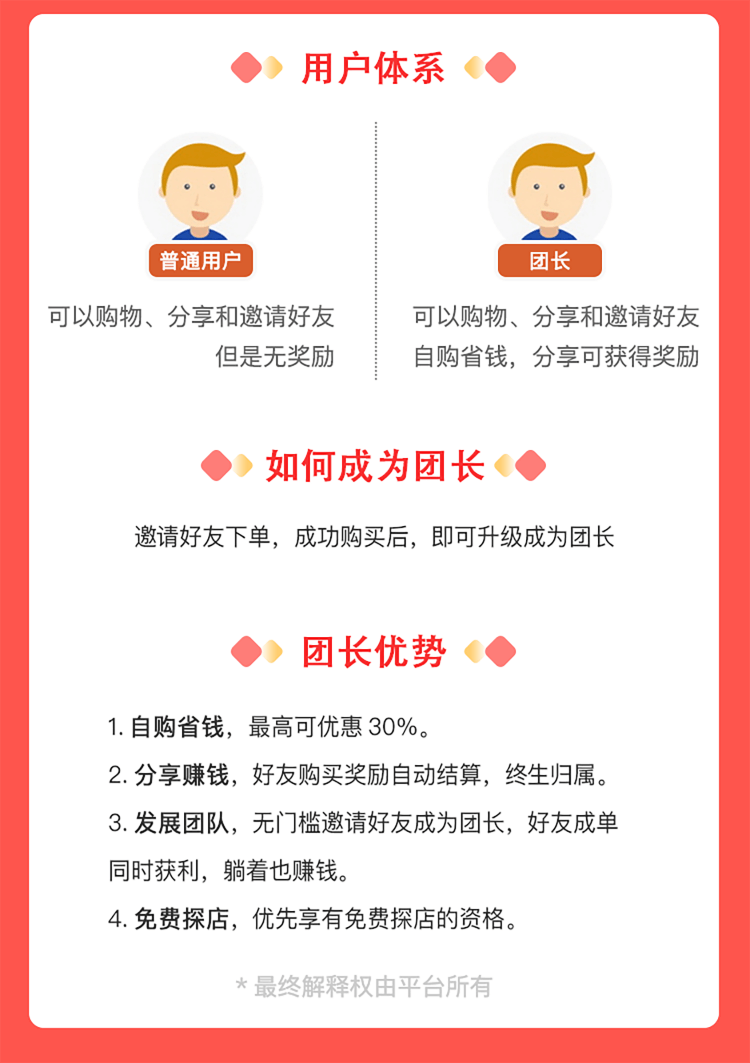 用户体系
普通用户
可以购物、分享和邀请好友
但是无奖励
团长
可以购物、分享和邀请好友
自购省钱，分享可获得奖励
如何成为团长
邀请好友下单，成功购买后，即可升级成为团长
团长优势
1. 自购省钱，最高可优惠 30%。
2. 分享赚钱，好友购买奖励自动结算，终生归属。
3. 发展团队，无门槛邀请好友成为团长，好友成单
同时获利，躺着也赚钱。
4. 免费探店，优先享有免费探店的资格。
* 最终解释权由平台所有